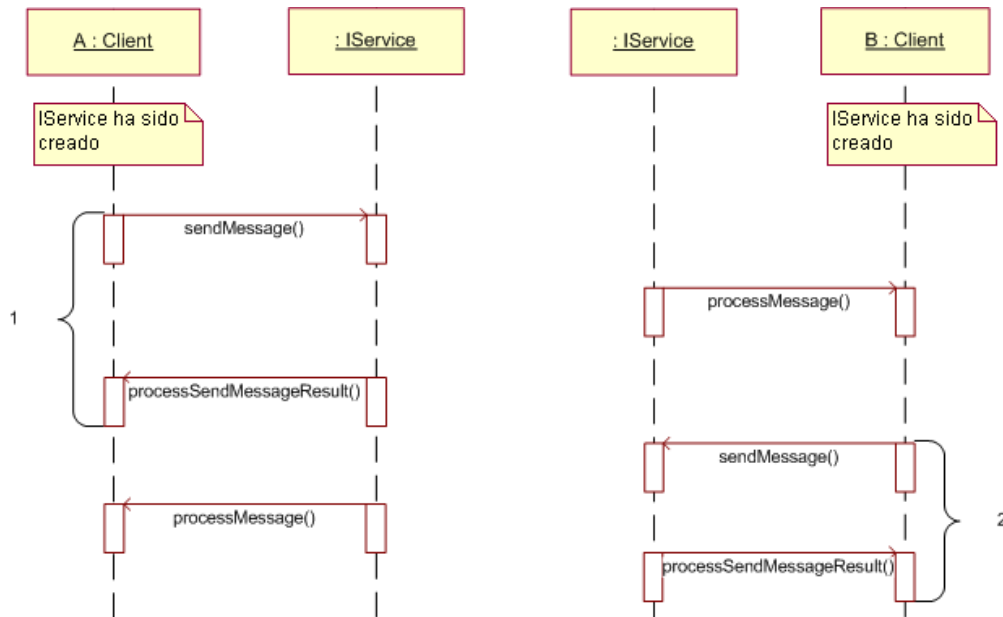 A : Client
: IService
: IService
B : Client
IService ha sido
creado
IService ha sido
creado
sendMessage()
processMessage()
1
processSendMessageResult()
sendMessage()
processMessage()
2
processSendMessageResult()